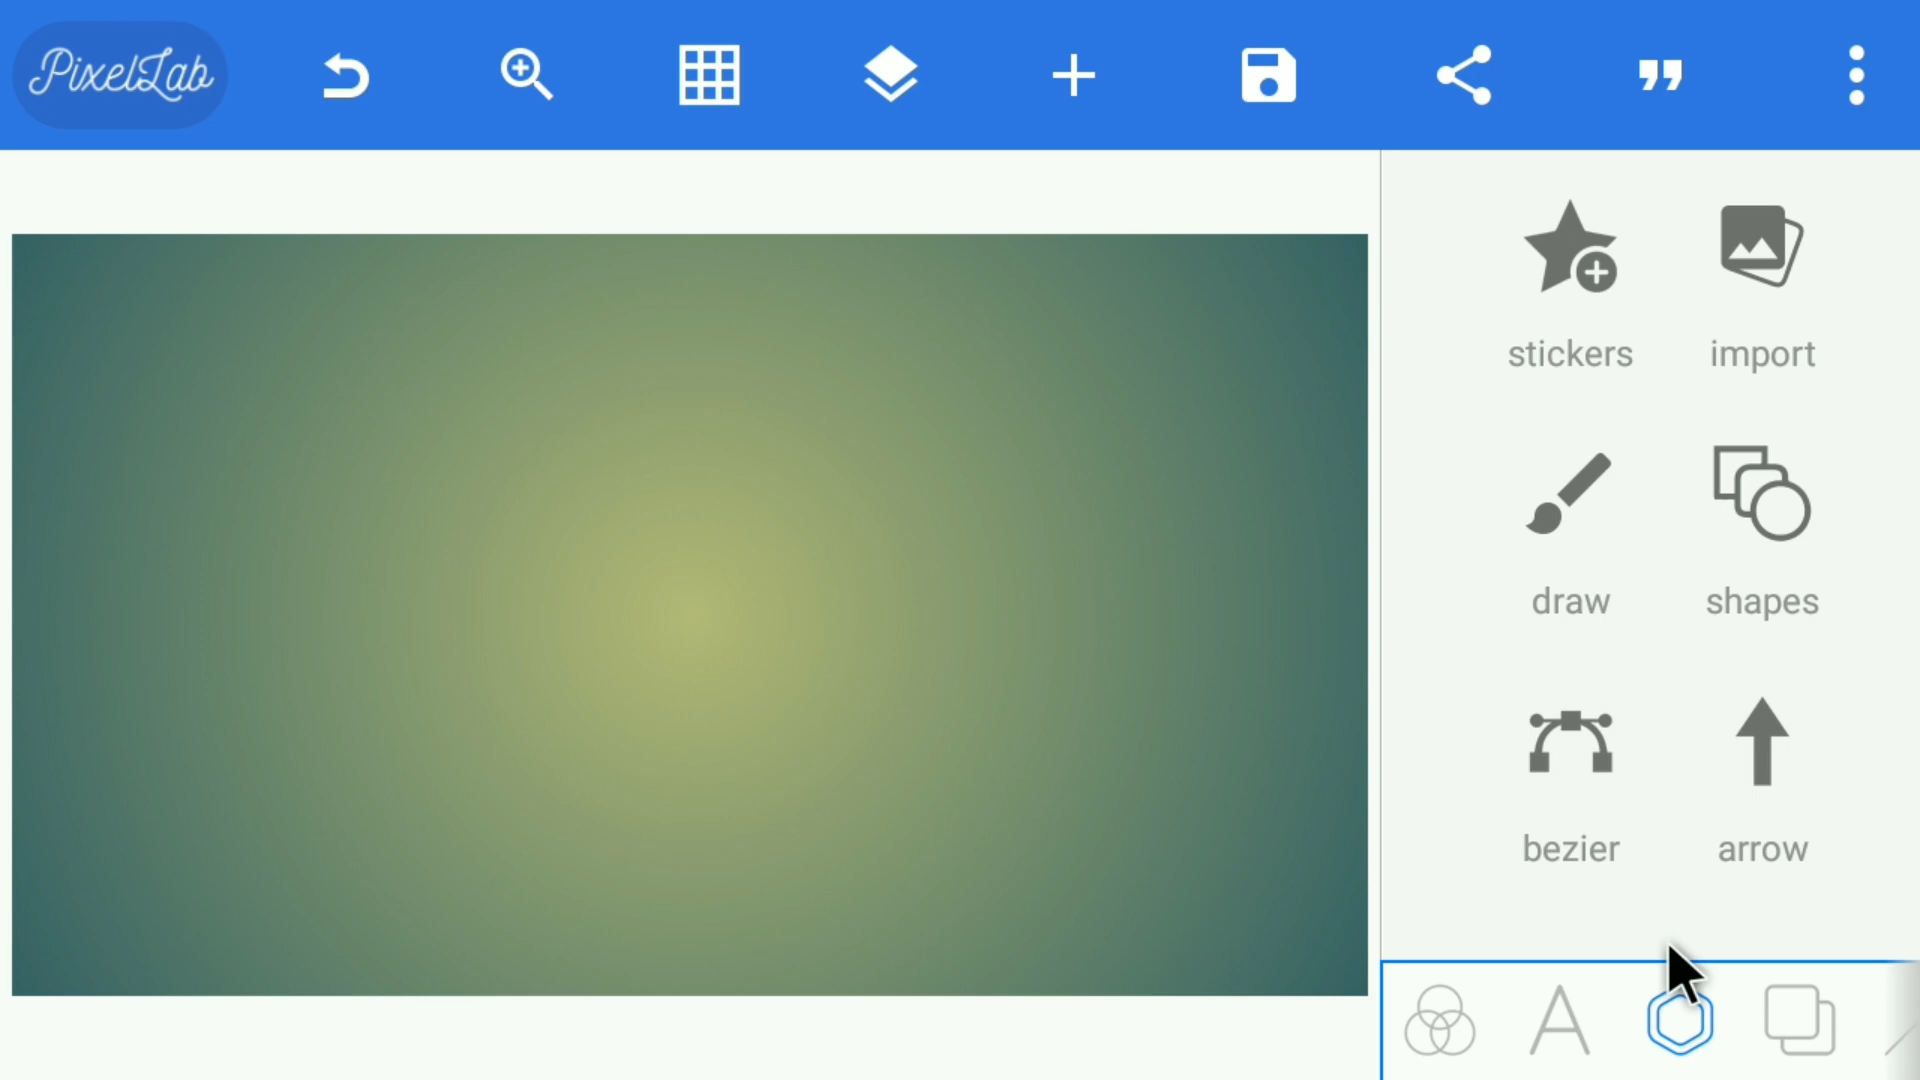 PixelLab
stickers
import
draw
shapes
bezier
arrow